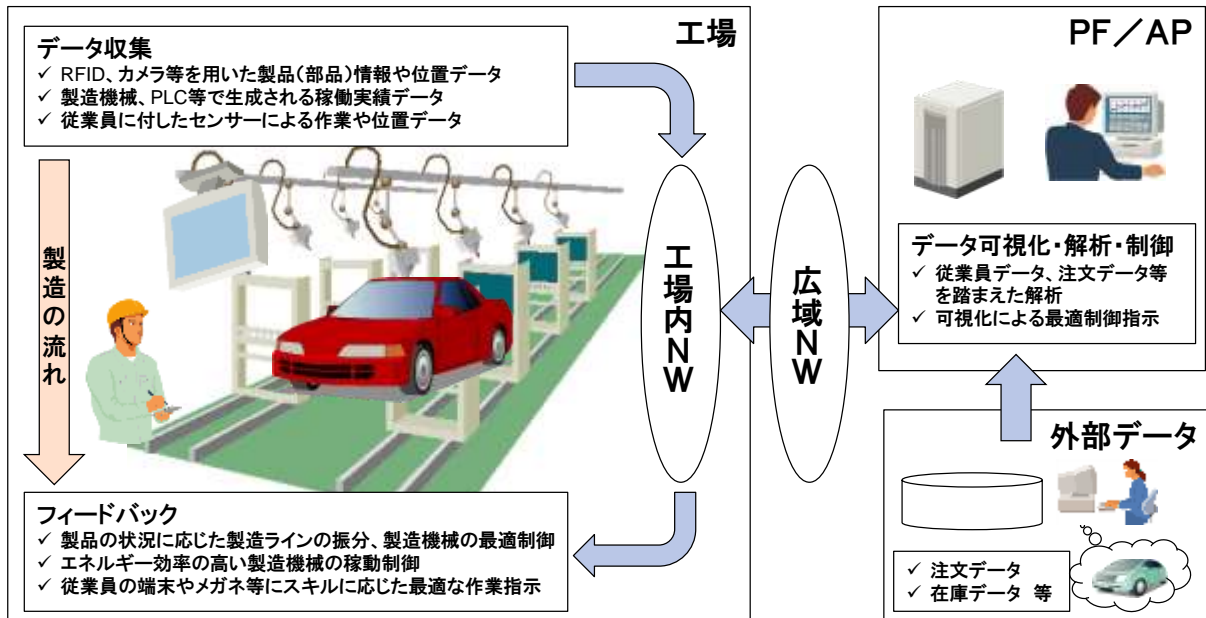 工場
データ収集
✓ RFID、カメラ等を用いた製品(部品)情報や位置データ
✓ 製造機械、PLC等で生成される稼働実績データ
✓ 従業員に付したセンサーによる作業や位置データ
製造の流れ
工場内NW
広域NW
フィードバック
✓ 製品の状況に応じた製造ラインの振分、製造機械の最適制御
✓ エネルギー効率の高い製造機械の稼動制御
✓ 従業員の端末やメガネ等にスキルに応じた最適な作業指示
PF/AP
データ可視化・解析・制御
✓ 従業員データ、注文データ等
を踏まえた解析
✓ 可視化による最適制御指示
外部データ
✓ 注文データ
✓ 在庫データ 等